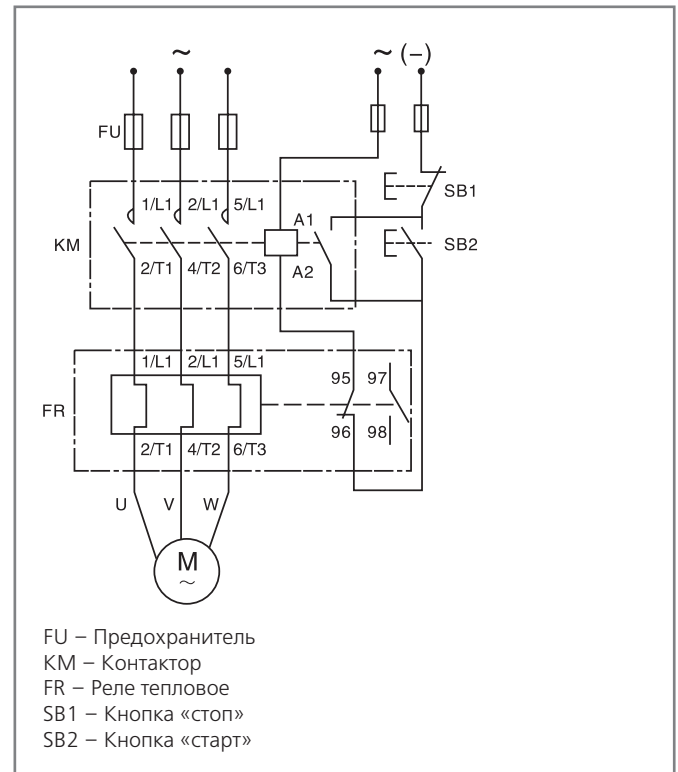 ~ ~ (–)
FU
SB1
1/L1 2/L1 5/L1
A1
KM
SB2
A2
2/T1 4/T2 6/T3
1/L1 2/L1 5/L1
95 97
FR
96 98
2/T1 4/T2 6/T3
U V W
M
~
FU – Предохранитель
КМ – Контактор
FR – Реле тепловое
SB1 – Кнопка «стоп»
SB2 – Кнопка «старт»